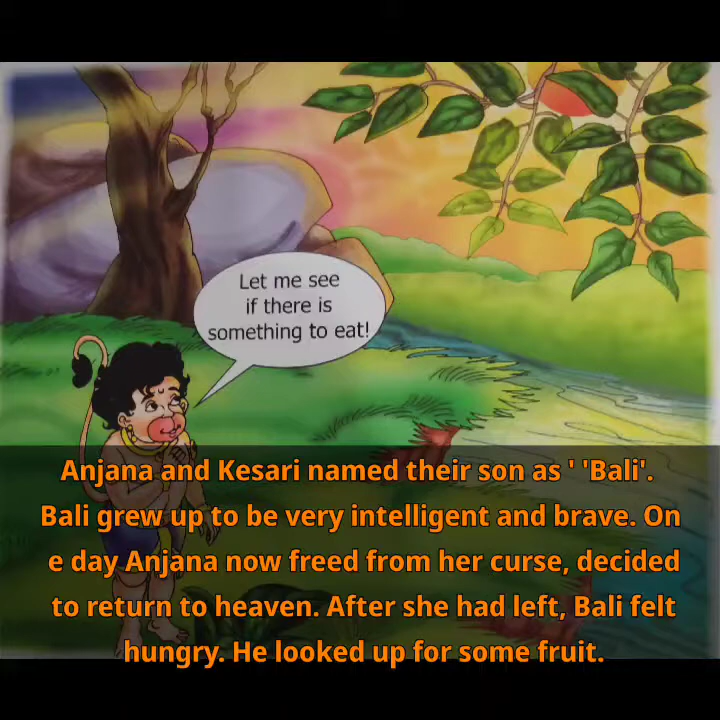 Let me see
if there is
something to eat!
Anjana and Kesari named their son as ' 'Bali'.
Bali grew up to be very intelligent and brave. On
e day Anjana now freed from her curse, decided
to return to heaven. After she had left, Bali felt
hungry. He looked up for some fruit.